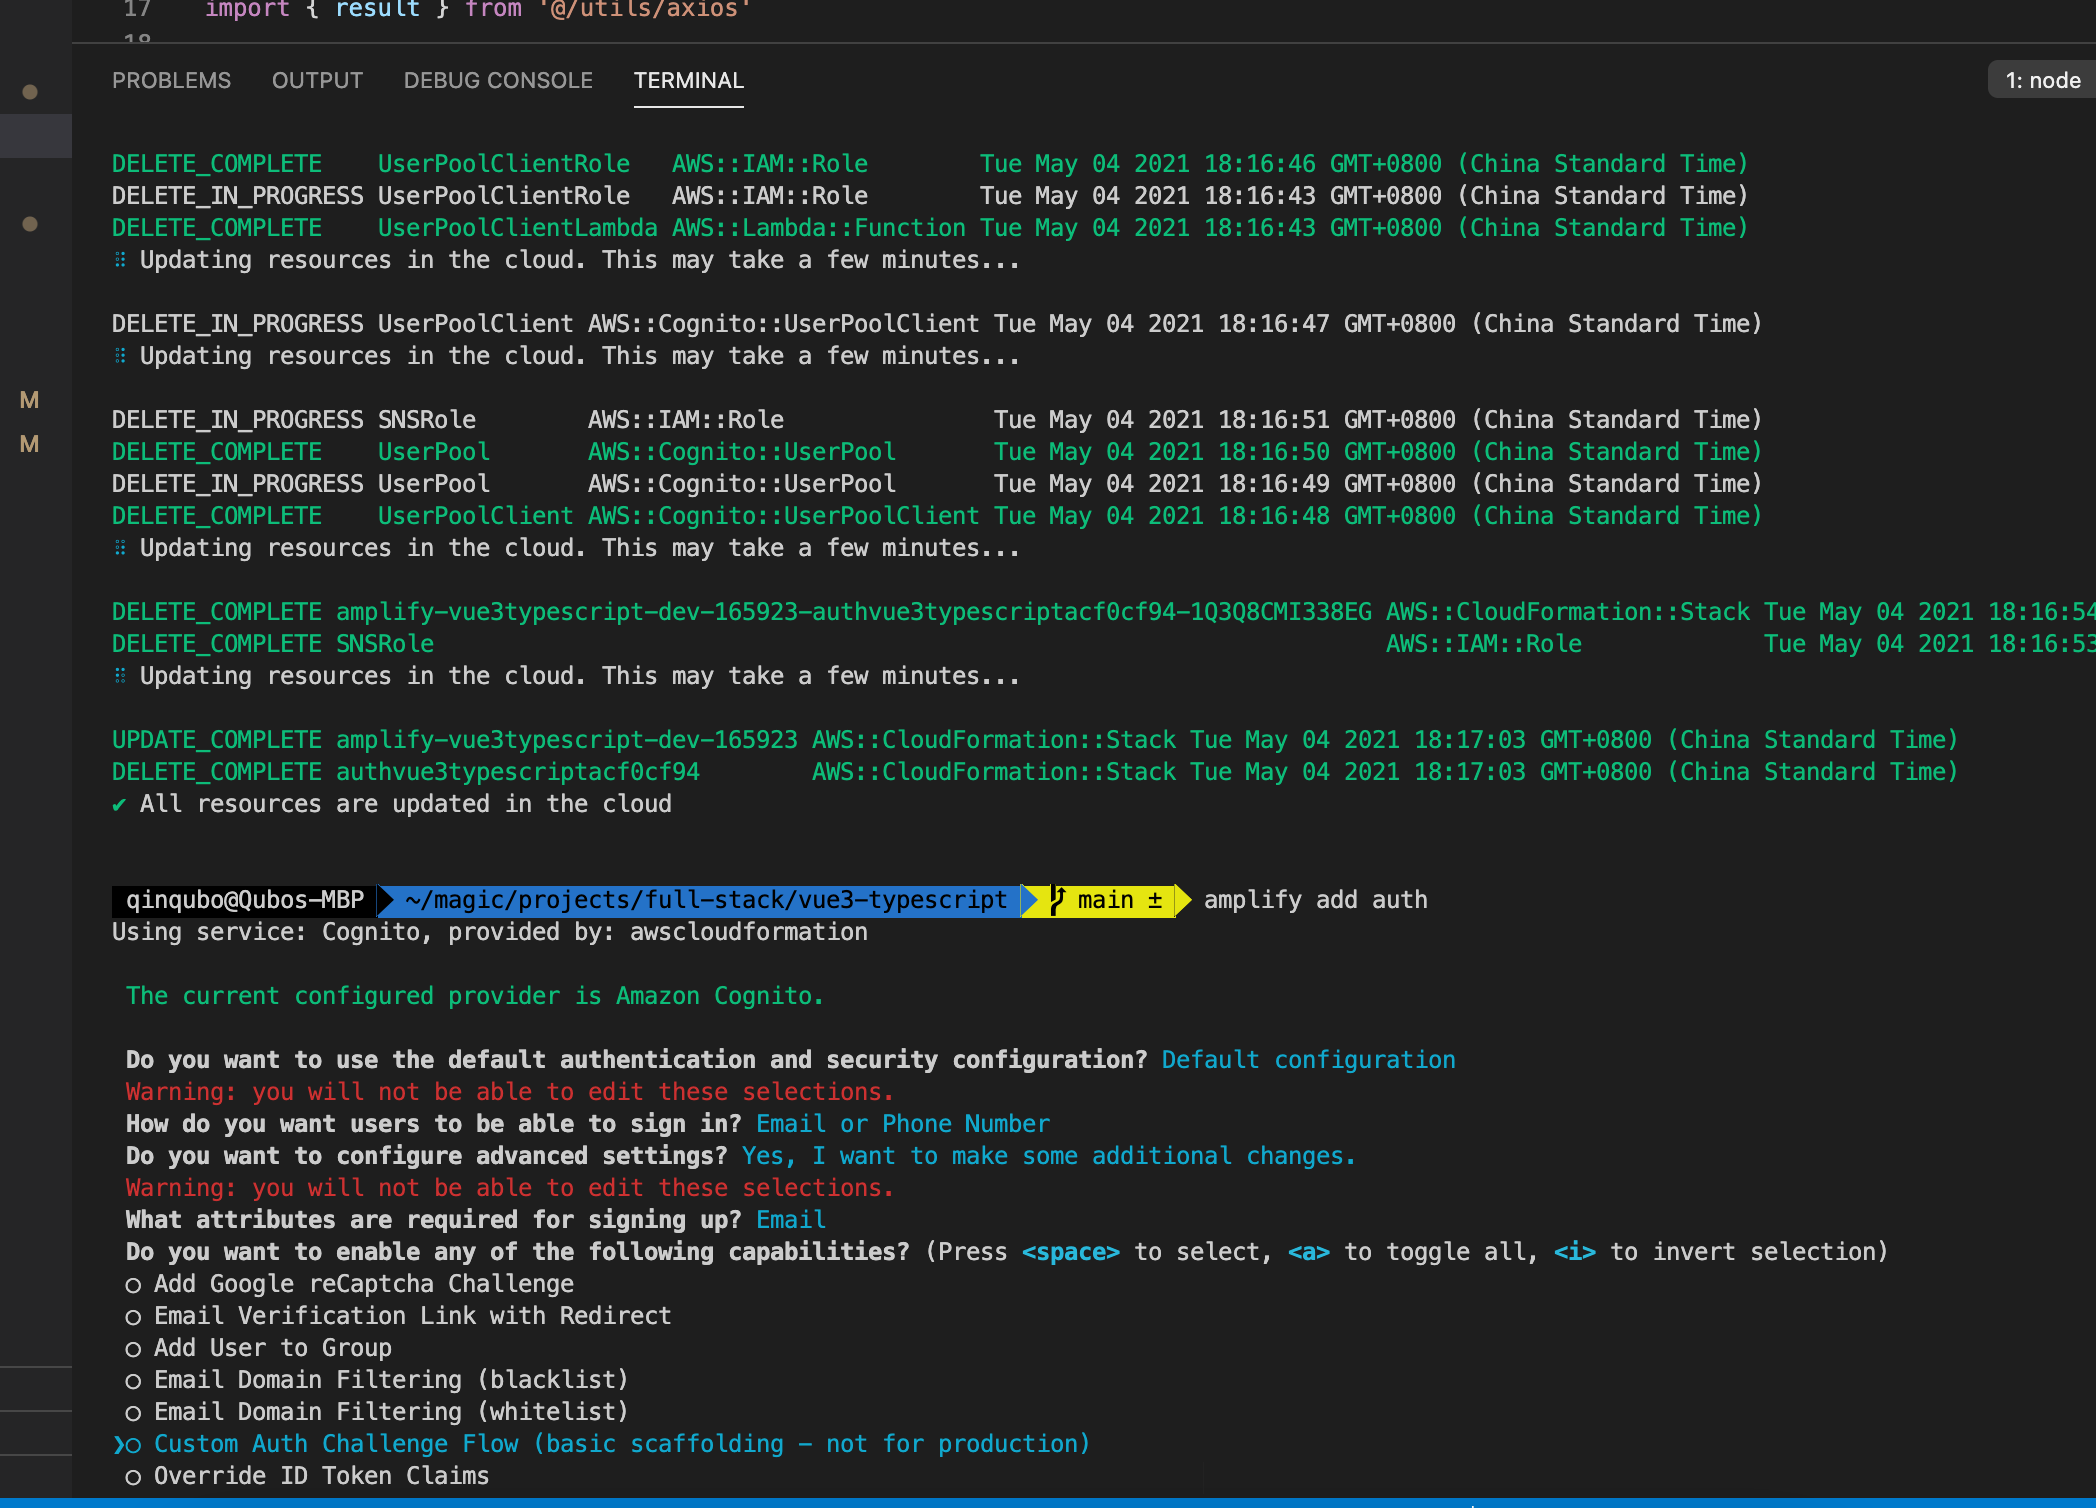 17 import { result } from '@/utils/axios'
18
PROBLEMS OUTPUT DEBUG CONSOLE TERMINAL 1: node
DELETE_COMPLETE UserPoolClientRole AWS::IAM::Role Tue May 04 2021 18:16:46 GMT+0800 (China Standard Time)
DELETE_IN_PROGRESS UserPoolClientRole AWS::IAM::Role Tue May 04 2021 18:16:43 GMT+0800 (China Standard Time)
DELETE_COMPLETE UserPoolClientLambda AWS::Lambda::Function Tue May 04 2021 18:16:43 GMT+0800 (China Standard Time)
⠿ Updating resources in the cloud. This may take a few minutes...
DELETE_IN_PROGRESS UserPoolClient AWS::Cognito::UserPoolClient Tue May 04 2021 18:16:47 GMT+0800 (China Standard Time)
⠿ Updating resources in the cloud. This may take a few minutes...
M
DELETE_IN_PROGRESS SNSRole AWS::IAM::Role Tue May 04 2021 18:16:51 GMT+0800 (China Standard Time)
M
DELETE_COMPLETE UserPool AWS::Cognito::UserPool Tue May 04 2021 18:16:50 GMT+0800 (China Standard Time)
DELETE_IN_PROGRESS UserPool AWS::Cognito::UserPool Tue May 04 2021 18:16:49 GMT+0800 (China Standard Time)
DELETE_COMPLETE UserPoolClient AWS::Cognito::UserPoolClient Tue May 04 2021 18:16:48 GMT+0800 (China Standard Time)
⠿ Updating resources in the cloud. This may take a few minutes...
DELETE_COMPLETE amplify-vue3typescript-dev-165923-authvue3typescriptacf0cf94-1Q3Q8CMI338EG AWS::CloudFormation::Stack Tue May 04 2021 18:16:54
DELETE_COMPLETE SNSRole AWS::IAM::Role Tue May 04 2021 18:16:53
⠿ Updating resources in the cloud. This may take a few minutes...
UPDATE_COMPLETE amplify-vue3typescript-dev-165923 AWS::CloudFormation::Stack Tue May 04 2021 18:17:03 GMT+0800 (China Standard Time)
DELETE_COMPLETE authvue3typescriptacf0cf94 AWS::CloudFormation::Stack Tue May 04 2021 18:17:03 GMT+0800 (China Standard Time)
✔ All resources are updated in the cloud
qinqubo@Qubos-MBP ~/magic/projects/full-stack/vue3-typescript main ± amplify add auth
Using service: Cognito, provided by: awscloudformation
The current configured provider is Amazon Cognito.
Do you want to use the default authentication and security configuration? Default configuration
Warning: you will not be able to edit these selections.
How do you want users to be able to sign in? Email or Phone Number
Do you want to configure advanced settings? Yes, I want to make some additional changes.
Warning: you will not be able to edit these selections.
What attributes are required for signing up? Email
Do you want to enable any of the following capabilities? (Press <space> to select, <a> to toggle all, <i> to invert selection)
○ Add Google reCaptcha Challenge
○ Email Verification Link with Redirect
○ Add User to Group
○ Email Domain Filtering (blacklist)
○ Email Domain Filtering (whitelist)
❯○ Custom Auth Challenge Flow (basic scaffolding - not for production)
○ Override ID Token Claims